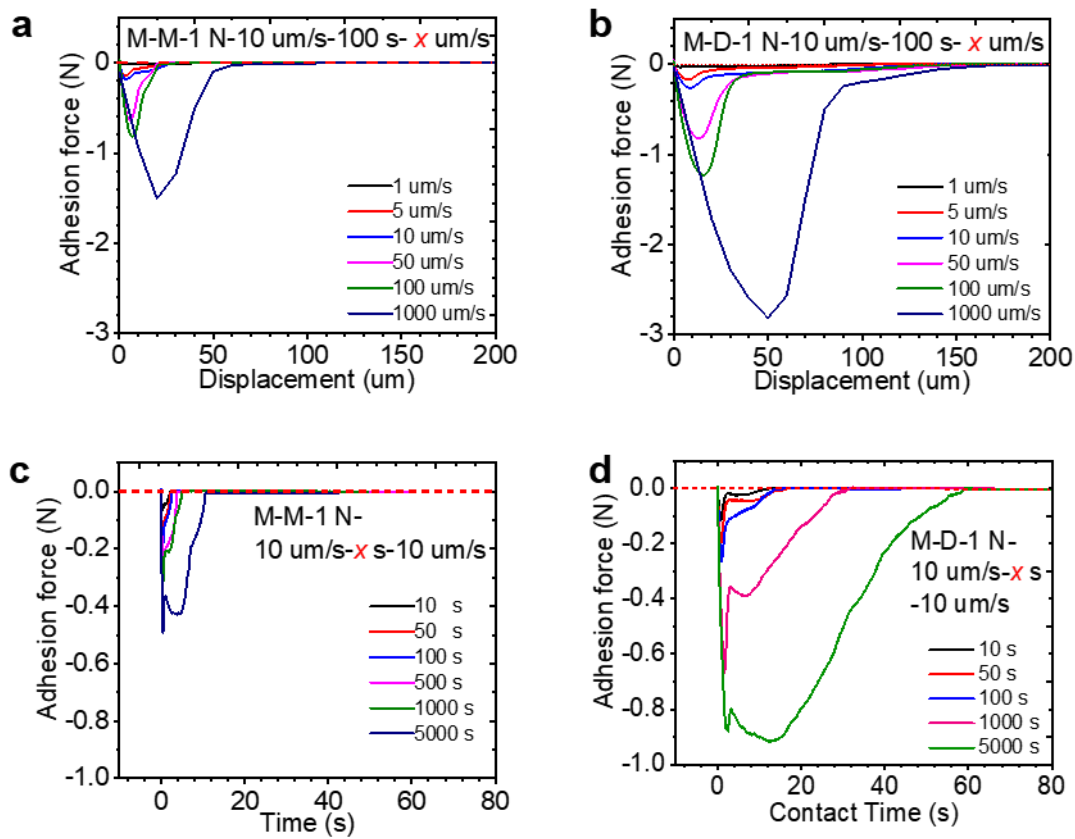 a
M-M-1 N-10 um/s-100 s- x um/s
0
-1
-2
-3
Adhesion force (N)
1 um/s
5 um/s
10 um/s
50 um/s
100 um/s
1000 um/s
0 50 100 150 200
Displacement (um)
b
M-D-1 N-10 um/s-100 s- x um/s
0
-1
-2
-3
Adhesion force (N)
1 um/s
5 um/s
10 um/s
50 um/s
100 um/s
1000 um/s
0 50 100 150 200
Displacement (um)
c
0.0
-0.2
-0.4
-0.6
-0.8
-1.0
Adhesion force (N)
M-M-1 N-
10 um/s-x s-10 um/s
10 s
50 s
100 s
500 s
1000 s
5000 s
0 20 40 60 80
Time (s)
d
0.0
-0.2
-0.4
-0.6
-0.8
-1.0
Adhesion force (N)
M-D-1 N-
10 um/s-x s
-10 um/s
10 s
50 s
100 s
1000 s
5000 s
0 20 40 60 80
Contact Time (s)